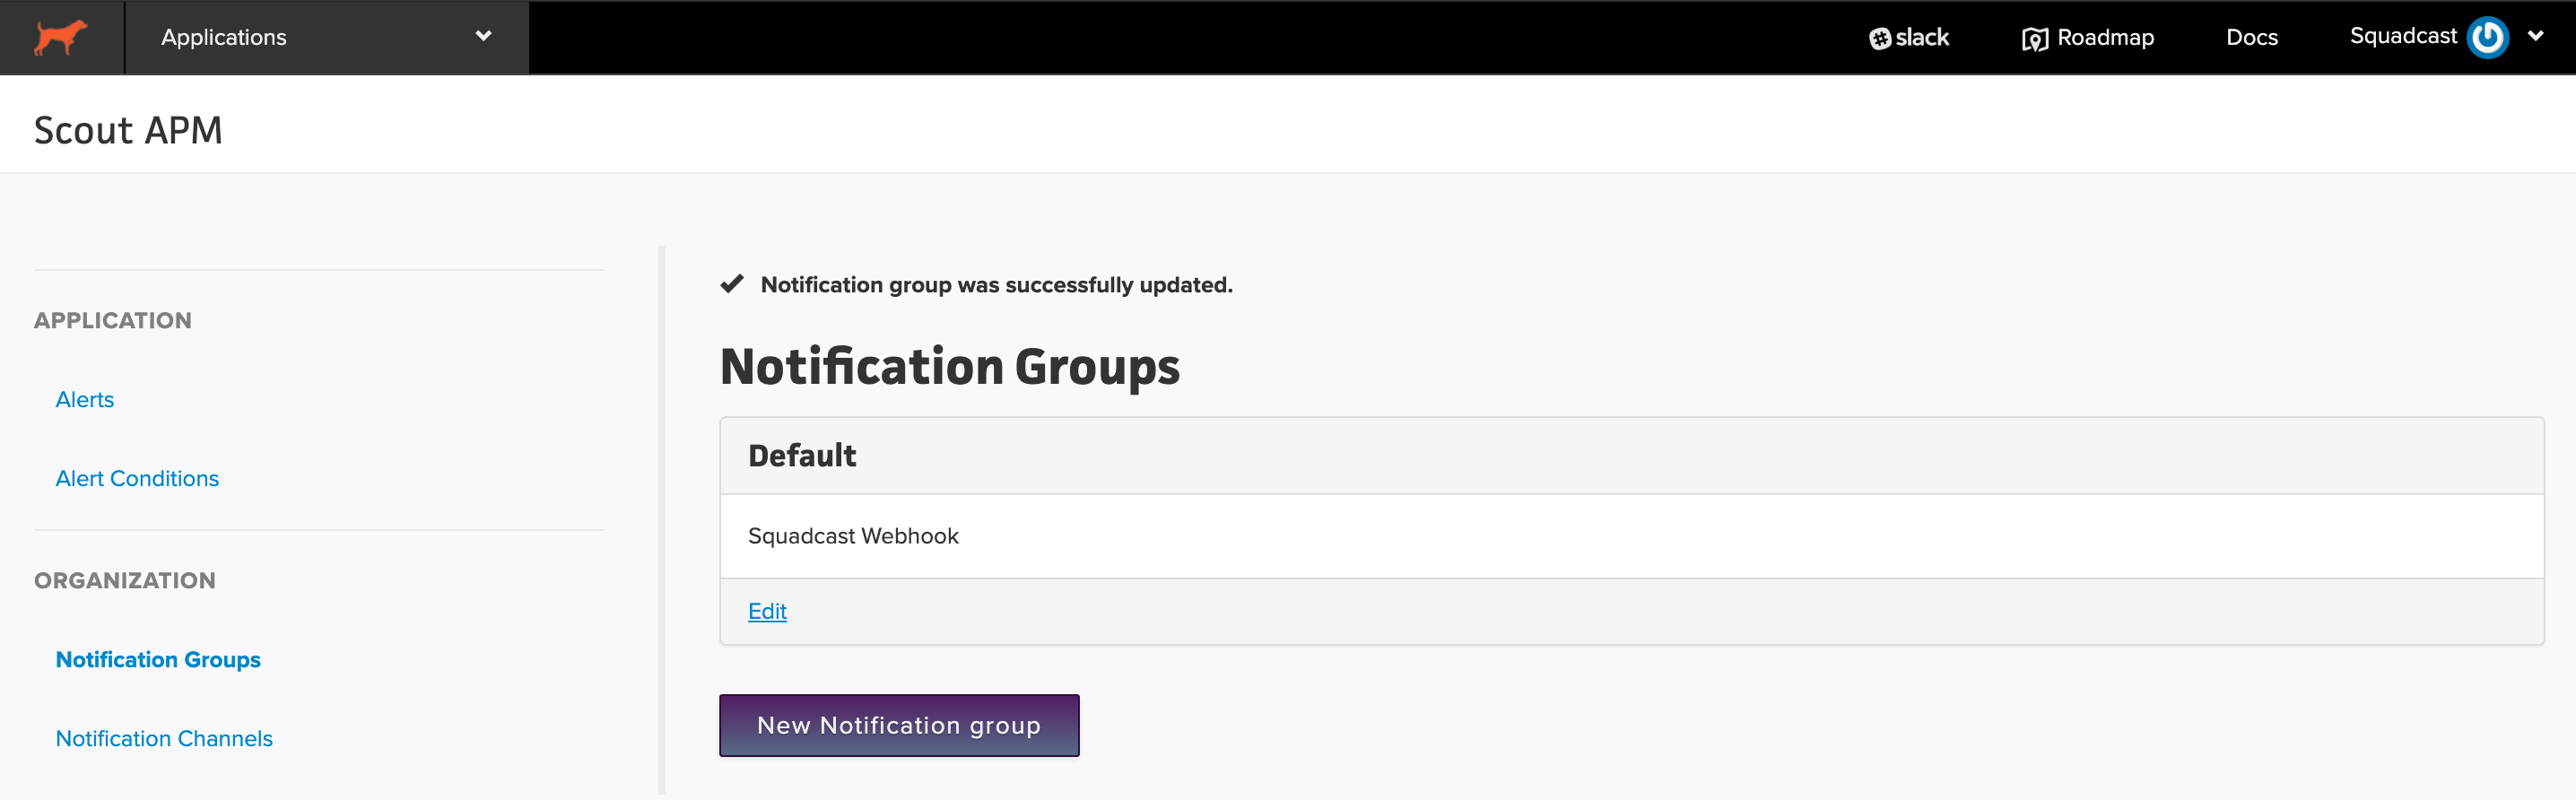 Applications
slack
Roadmap
Docs
Squadcast
Scout APM
APPLICATION
Alerts
Alert Conditions
ORGANIZATION
Notification Groups
Notification Channels
Notification group was successfully updated.
Notification Groups
Default
Squadcast Webhook
Edit
New Notification group